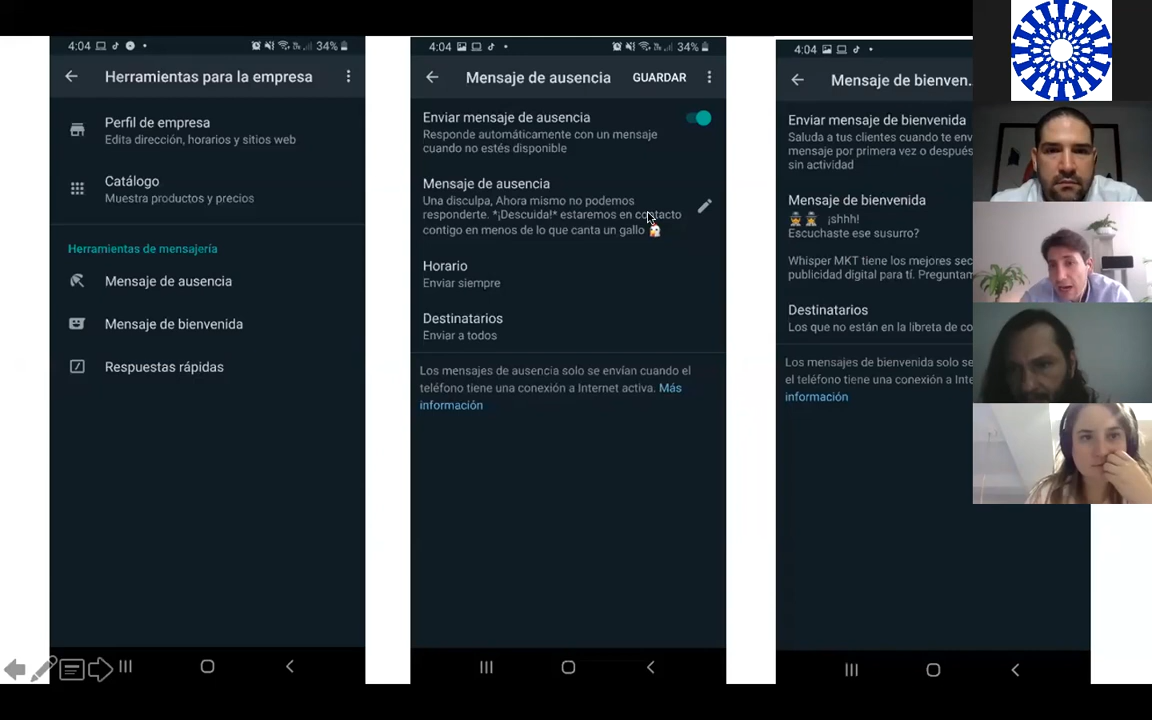 4:04
34%
Herramientas para la empresa
Perfil de empresa
Edita dirección, horarios y sitios web
Catálogo
Muestra productos y precios
Herramientas de mensajería
Mensaje de ausencia
Mensaje de bienvenida
Respuestas rápidas
4:04
34%
Mensaje de ausencia
GUARDAR
Enviar mensaje de ausencia
Responde automáticamente con un mensaje
cuando no estés disponible
Mensaje de ausencia
Una disculpa, Ahora mismo no podemos
responderte. *¡Descuida!* estaremos en contacto
contigo en menos de lo que canta un gallo 🐔
Horario
Enviar siempre
Destinatarios
Enviar a todos
Los mensajes de ausencia solo se envían cuando el
teléfono tiene una conexión a Internet activa. Más
información
4:04
Mensaje de bienven...
Enviar mensaje de bienvenida
Saluda a tus clientes cuando te env
mensaje por primera vez o después
sin actividad
Mensaje de bienvenida
¡shhh!
Escuchaste ese susurro?
Whisper MKT tiene los mejores sec
publicidad digital para tí. Preguntam
Destinatarios
Los que no están en la libreta de co
Los mensajes de bienvenida solo se
el teléfono tiene una conexión a Inte
información